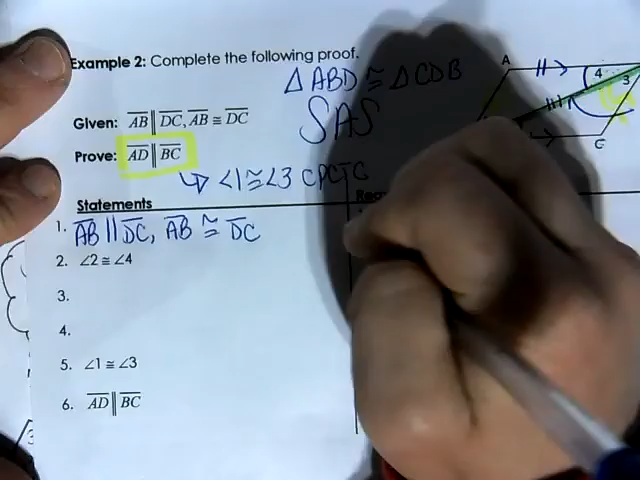 Example 2: Complete the following proof.
△ABD ≅ △CDB
Given: AB ∥ DC, AB ≅ DC
SAS
Prove: AD ∥ BC
↳ ∠1 ≅ ∠3 CPCTC
A
4
3
C
Statements
1. AB ∥ DC, AB ≅ DC
2. ∠2 ≅ ∠4
3.
4.
5. ∠1 ≅ ∠3
6. AD ∥ BC